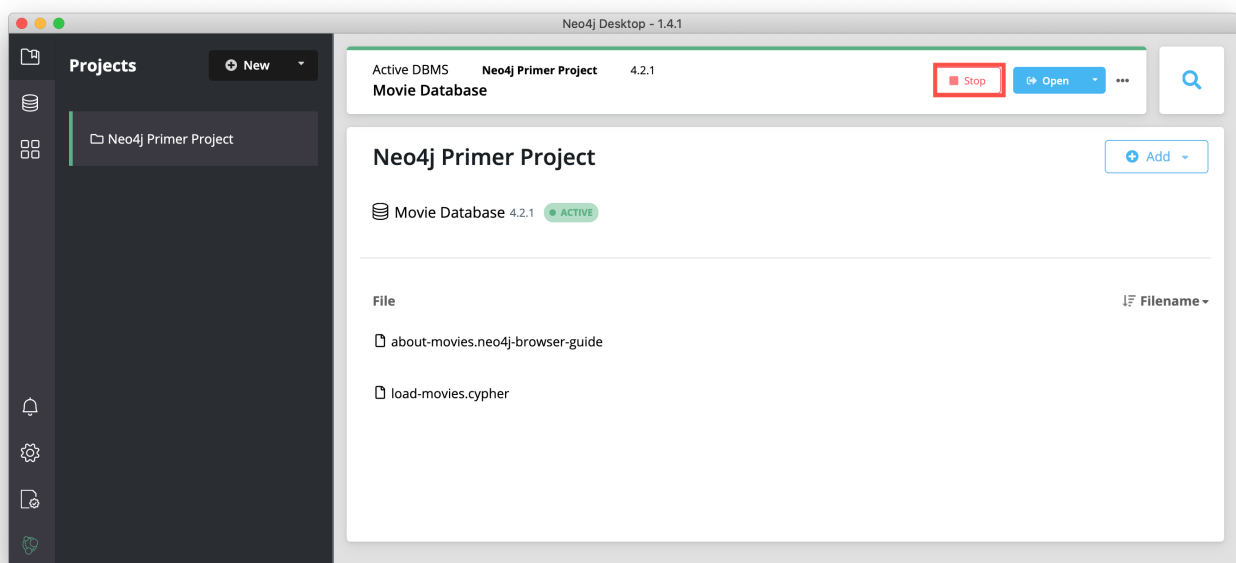 Neo4j Desktop - 1.4.1
Projects
New
Neo4j Primer Project
Active DBMS Neo4j Primer Project 4.2.1
Movie Database
Stop
Open
Neo4j Primer Project
Add
Movie Database 4.2.1 ACTIVE
File
Filename
about-movies.neo4j-browser-guide
load-movies.cypher